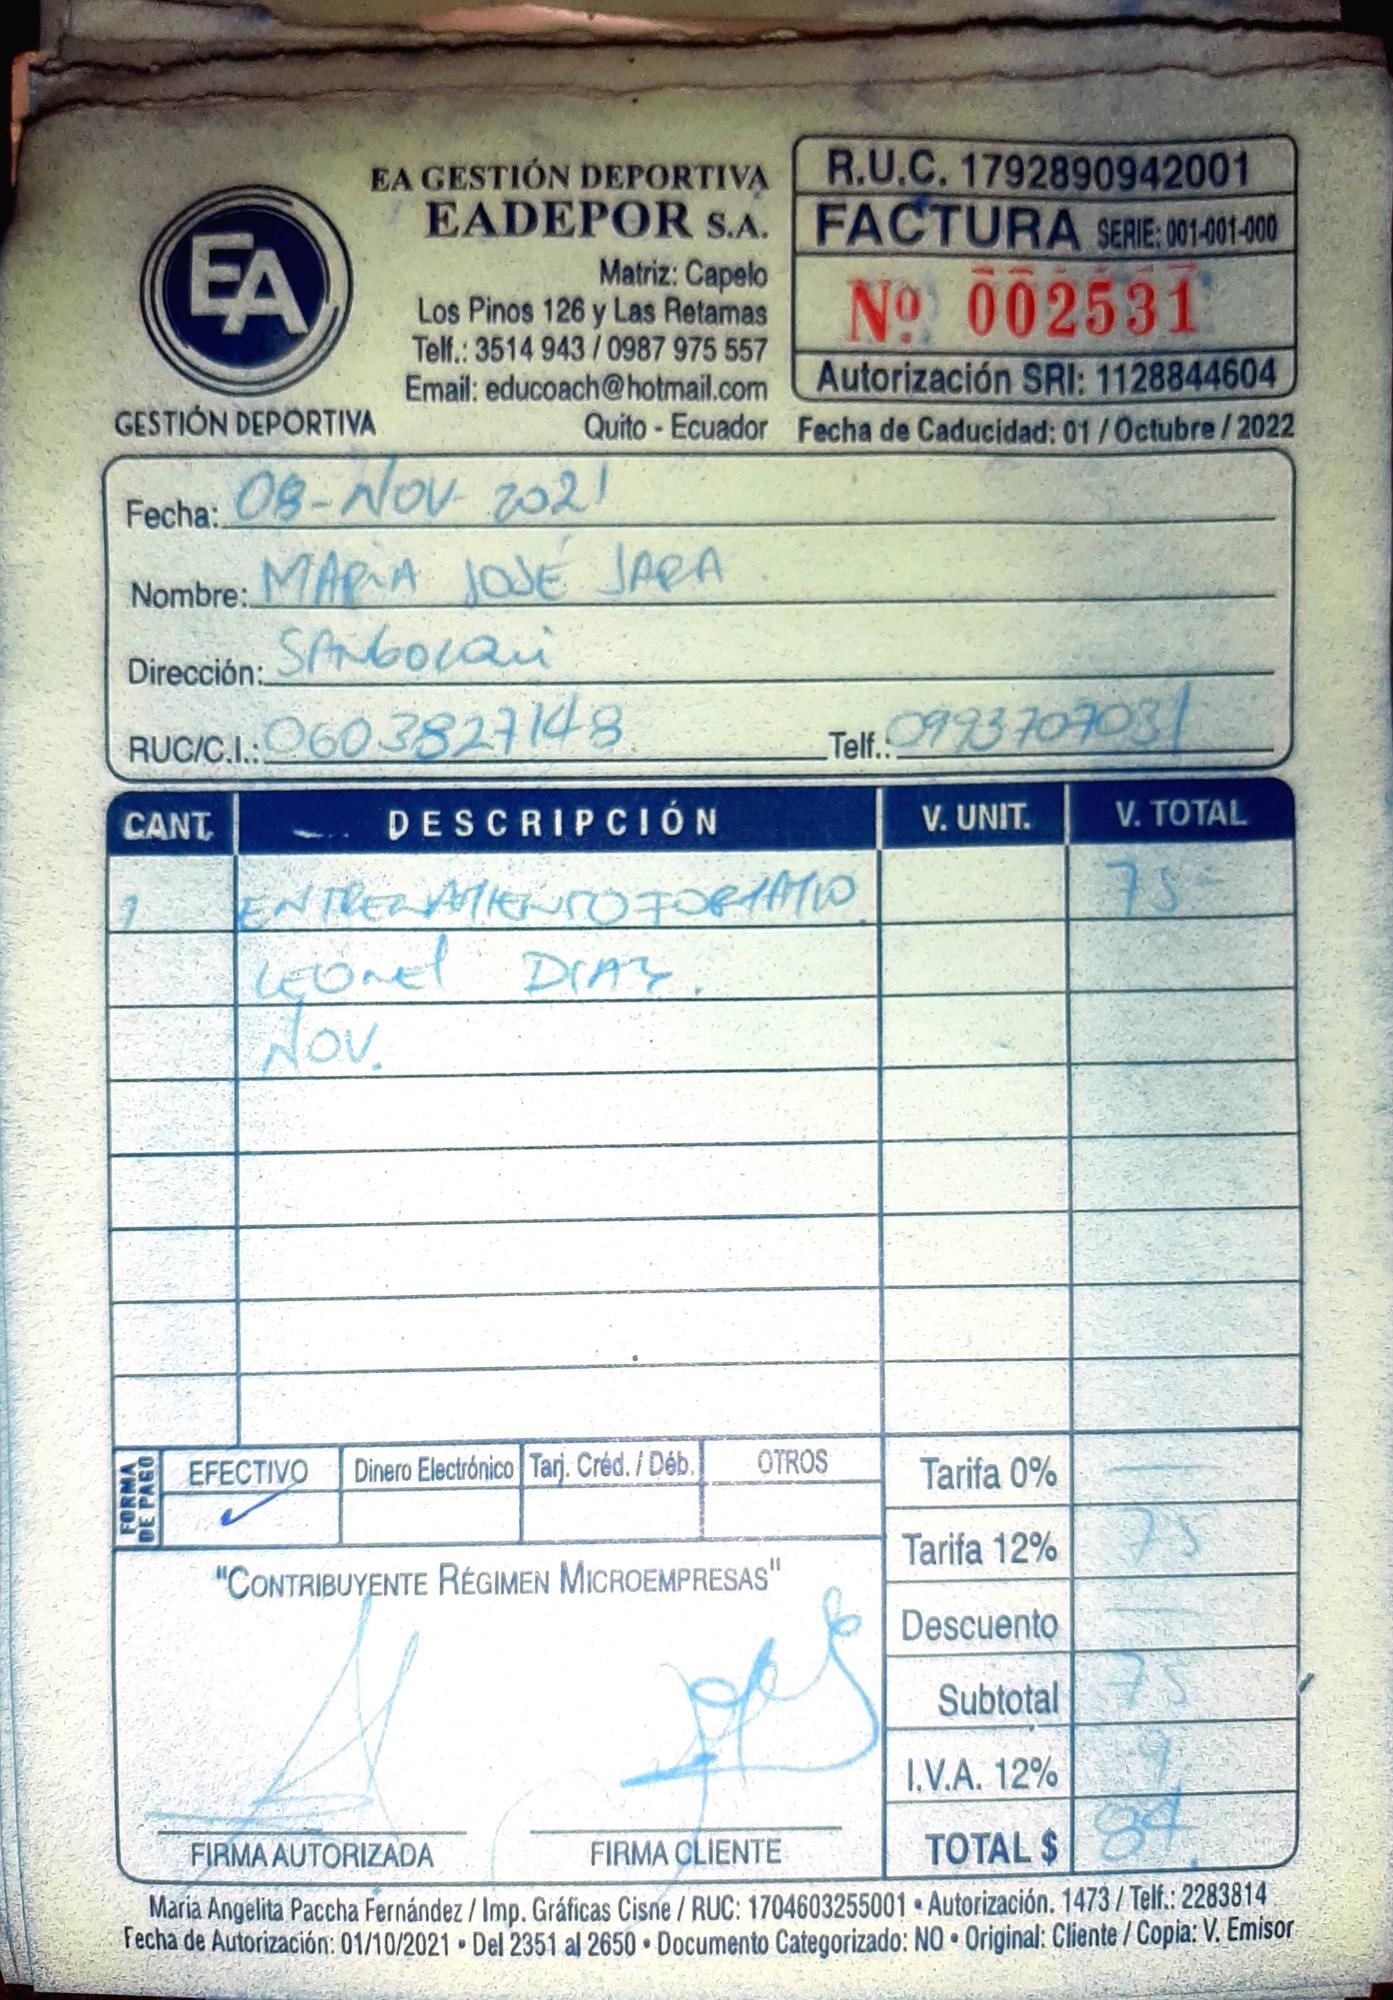 EA GESTIÓN DEPORTIVA
EADEPOR S.A.
Matriz: Capelo
Los Pinos 126 y Las Retamas
Telf.: 3514 943 / 0987 975 557
Email: educoach@hotmail.com
Quito - Ecuador
EA
GESTIÓN DEPORTIVA
R.U.C. 1792890942001
FACTURA SERIE: 001-001-000
Nº 002531
Autorización SRI: 1128844604
Fecha de Caducidad: 01 / Octubre / 2022
Fecha: 08-NOV-2021
Nombre: MARIA JOSÉ JARA
Dirección: SANGOLQUI
RUC/C.I.: 0603827148 Telf.: 0993707031
CANT. DESCRIPCIÓN V. UNIT. V. TOTAL
1 ENTRENAMIENTO FORMATIVO 75
LEONEL DIAZ.
NOV.
FORMA DE PAGO
EFECTIVO Dinero Electrónico Tarj. Créd. / Déb. OTROS
Tarifa 0% —
Tarifa 12% 75
Descuento —
Subtotal 75
I.V.A. 12% 9
TOTAL $ 84
"CONTRIBUYENTE RÉGIMEN MICROEMPRESAS"
FIRMA AUTORIZADA FIRMA CLIENTE
Maria Angelita Paccha Fernández / Imp. Gráficas Cisne / RUC: 1704603255001 • Autorización. 1473 / Telf.: 2283814
Fecha de Autorización: 01/10/2021 • Del 2351 al 2650 • Documento Categorizado: NO • Original: Cliente / Copia: V. Emisor